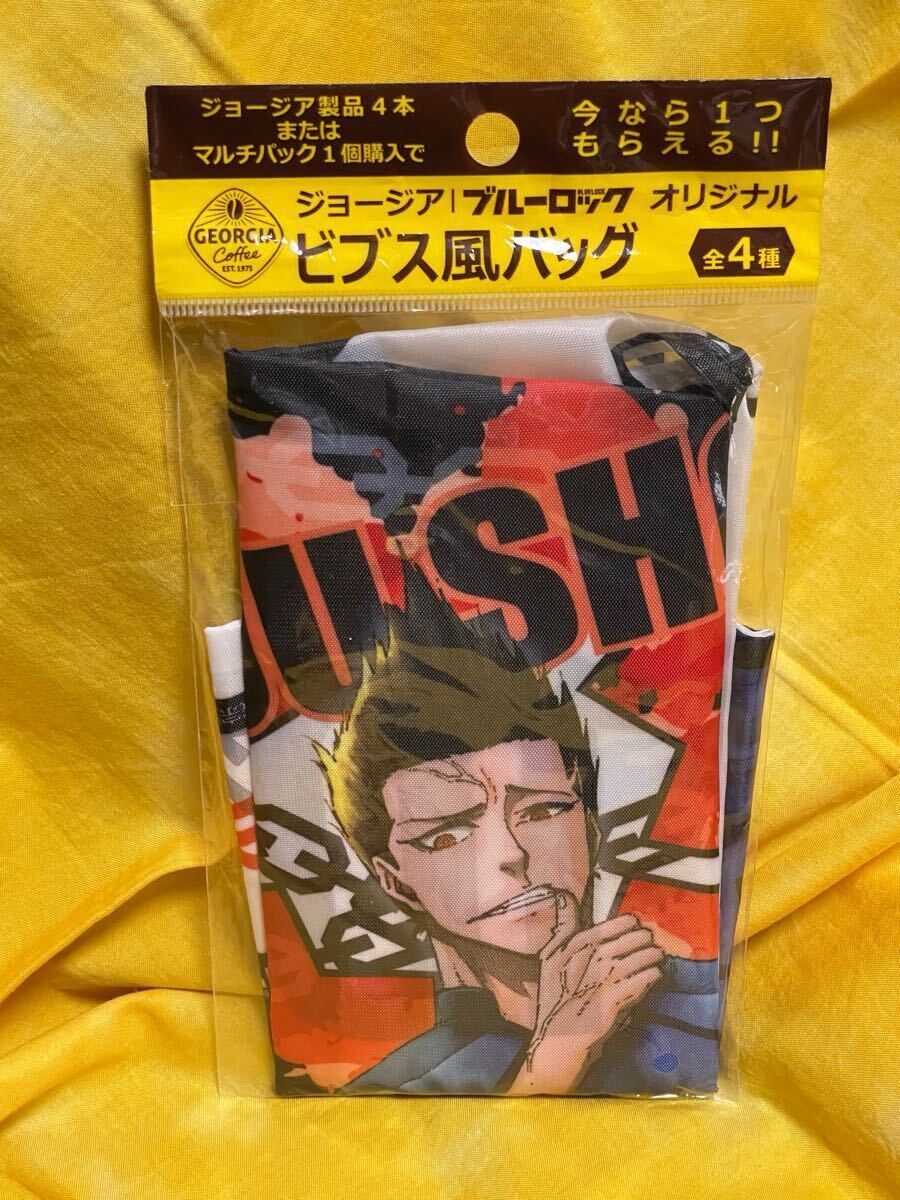 ジョージア製品4本
または
マルチパック1個購入で
今なら1つ
もらえる!!
GEORGIA
Coffee
EST. 1975
ジョージア|ブルーロック オリジナル
BLUELOCK
ビブス風バッグ
全4種
OU SHO